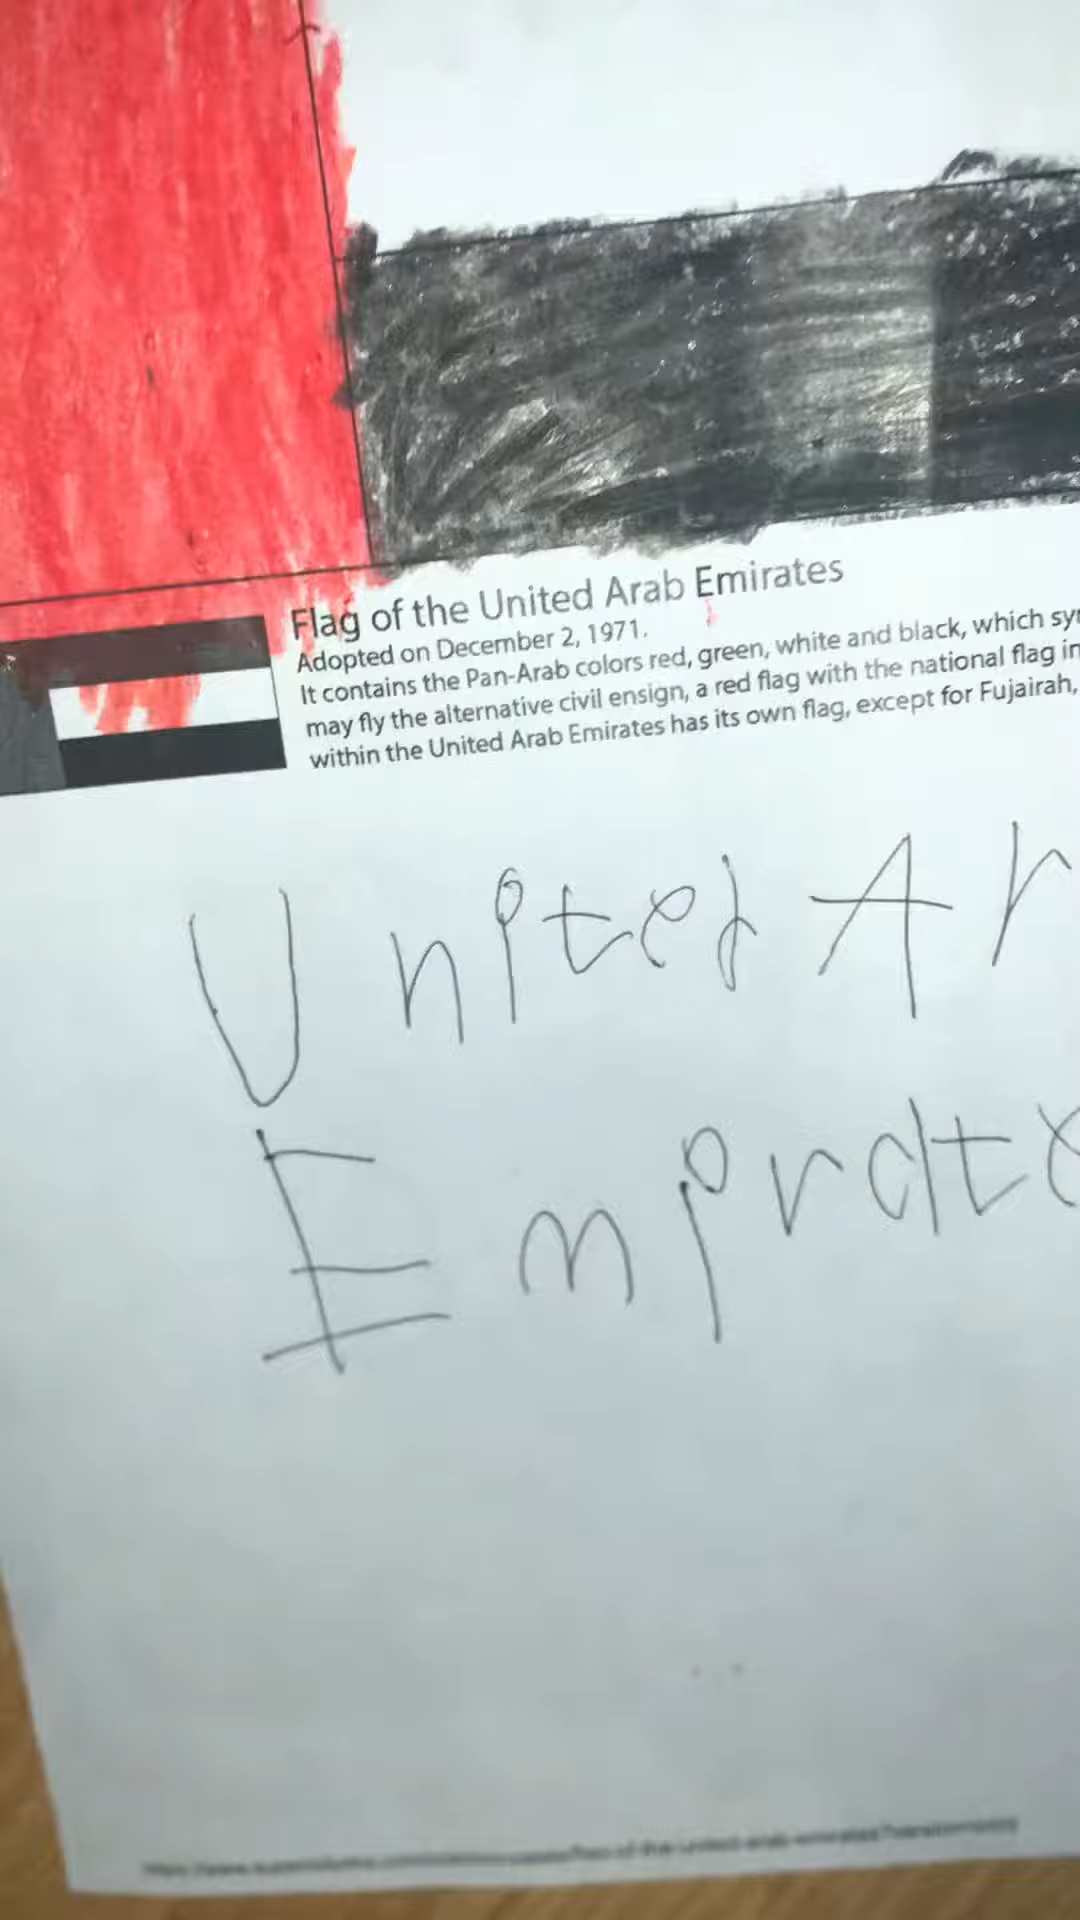 Flag of the United Arab Emirates
Adopted on December 2, 1971.
It contains the Pan-Arab colors red, green, white and black, which sy
may fly the alternative civil ensign, a red flag with the national flag in
within the United Arab Emirates has its own flag, except for Fujairah,
United Ar
Emirate